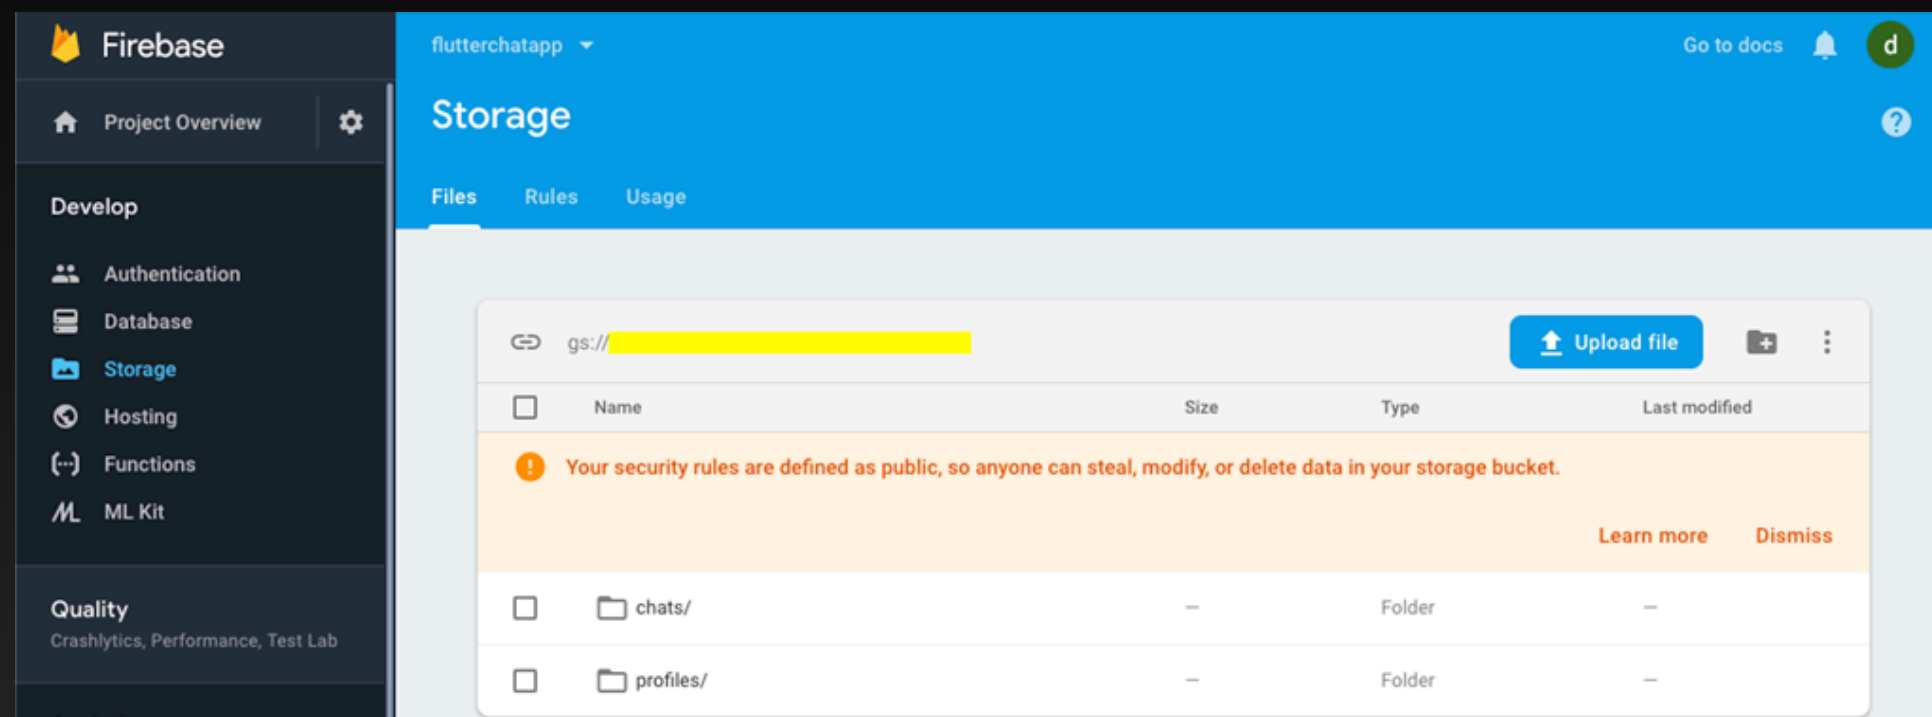 Firebase
flutterchatapp
Go to docs
d
Project Overview
Storage
?
Files Rules Usage
Develop
Authentication
Database
Storage
Hosting
Functions
ML Kit
Quality
Crashlytics, Performance, Test Lab
gs://
Upload file
Name Size Type Last modified
Your security rules are defined as public, so anyone can steal, modify, or delete data in your storage bucket.
Learn more Dismiss
chats/ — Folder —
profiles/ — Folder —